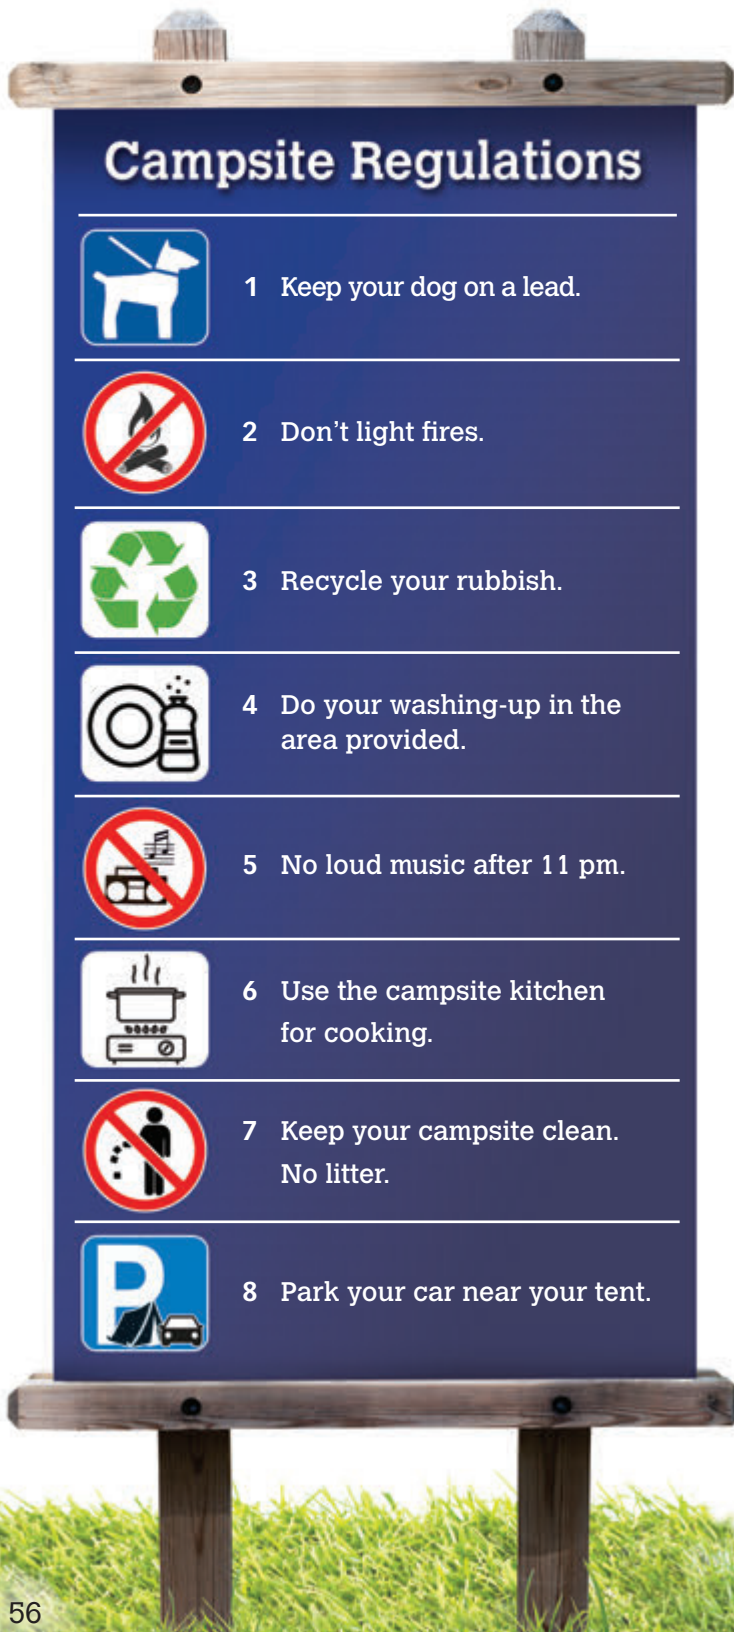 Campsite Regulations
1 Keep your dog on a lead.
2 Don't light fires.
3 Recycle your rubbish.
4 Do your washing-up in the
area provided.
5 No loud music after 11 pm.
6 Use the campsite kitchen
for cooking.
7 Keep your campsite clean.
No litter.
P
8 Park your car near your tent.
56